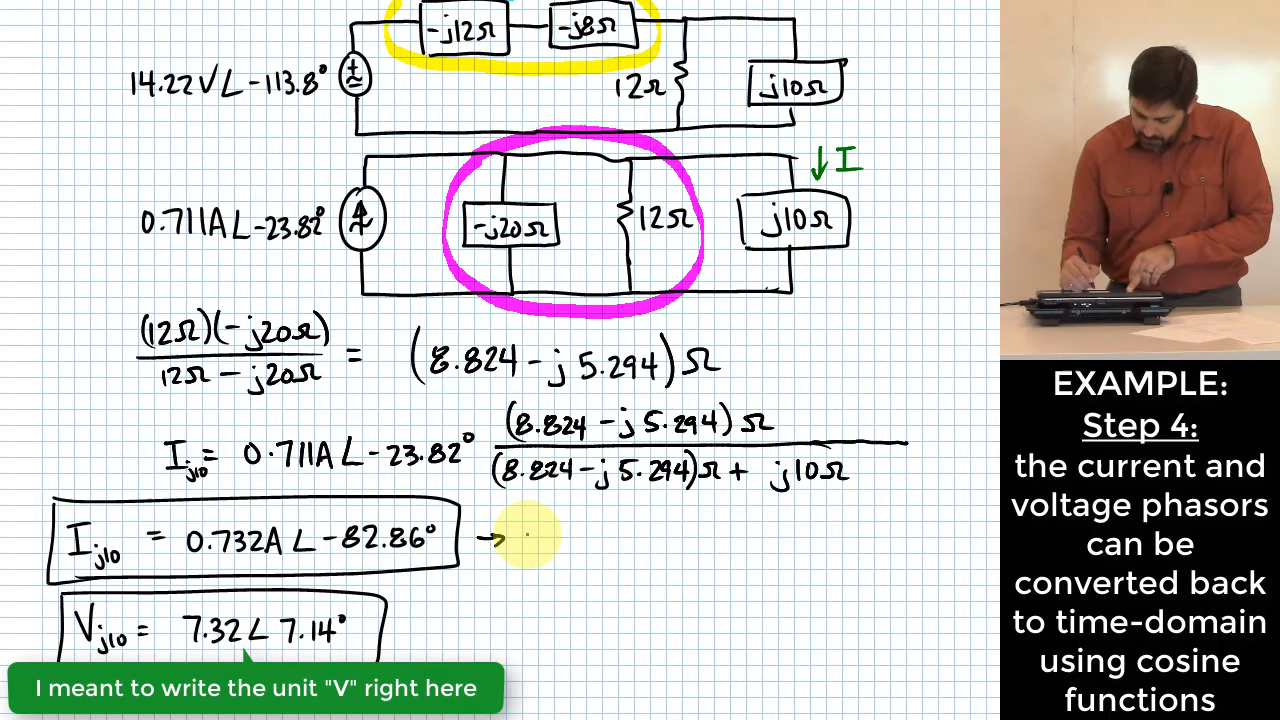 -j12Ω -j8Ω
14.22V∠-113.8° + 12Ω j10Ω
↓I
0.711A∠-23.82° -j20Ω 12Ω j10Ω
(12Ω)(-j20Ω)
12Ω - j20Ω
= (8.824 - j5.294)Ω
I_j10 = 0.711A∠-23.82° (8.824 - j5.294)Ω
(8.824 - j5.294)Ω + j10Ω
I_j10 = 0.732A∠-82.86° →
V_j10 = 7.32∠7.14°
I meant to write the unit "V" right here
EXAMPLE:
Step 4:
the current and
voltage phasors
can be
converted back
to time-domain
using cosine
functions